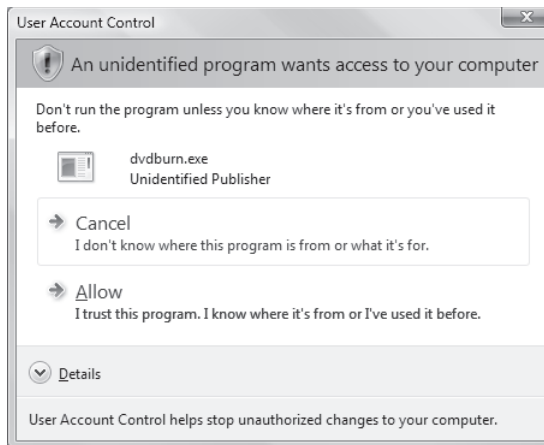 User Account Control
An unidentified program wants access to your computer
Don't run the program unless you know where it's from or you've used it
before.
dvdburn.exe
Unidentified Publisher
Cancel
I don't know where this program is from or what it's for.
Allow
I trust this program. I know where it's from or I've used it before.
Details
User Account Control helps stop unauthorized changes to your computer.